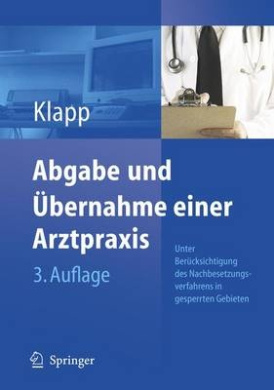 Klapp
Abgabe und
Übernahme einer
Arztpraxis
3. Auflage
Unter
Berücksichtigung
des Nachbesetzungs-
verfahrens in
gesperrten Gebieten
Springer